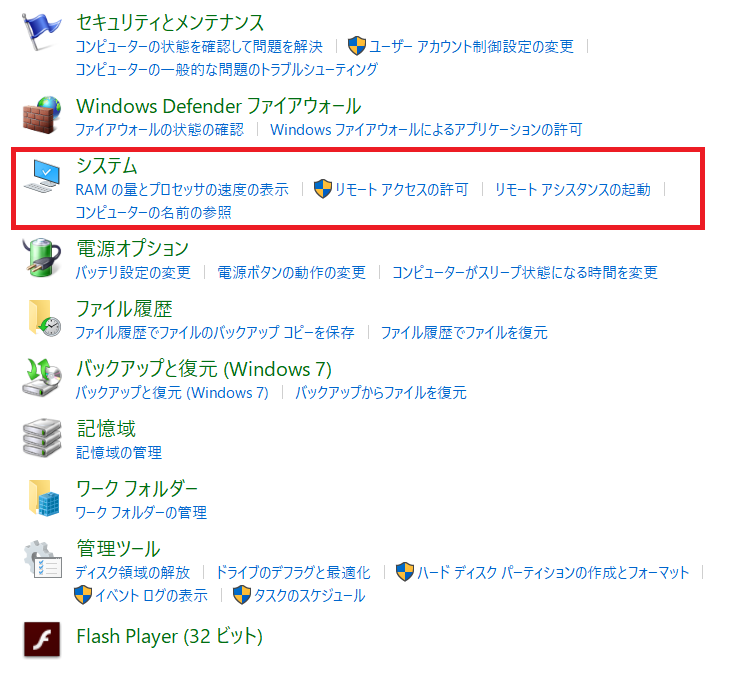 セキュリティとメンテナンス
コンピューターの状態を確認して問題を解決 ユーザー アカウント制御設定の変更
コンピューターの一般的な問題のトラブルシューティング
Windows Defender ファイアウォール
ファイアウォールの状態の確認 Windows ファイアウォールによるアプリケーションの許可
システム
RAM の量とプロセッサの速度の表示 リモート アクセスの許可 リモート アシスタンスの起動
コンピューターの名前の参照
電源オプション
バッテリ設定の変更 電源ボタンの動作の変更 コンピューターがスリープ状態になる時間を変更
ファイル履歴
ファイル履歴でファイルのバックアップ コピーを保存 ファイル履歴でファイルを復元
バックアップと復元 (Windows 7)
バックアップと復元 (Windows 7) バックアップからファイルを復元
記憶域
記憶域の管理
ワーク フォルダー
ワーク フォルダーの管理
管理ツール
ディスク領域の解放 ドライブのデフラグと最適化 ハード ディスク パーティションの作成とフォーマット
イベント ログの表示 タスクのスケジュール
Flash Player (32 ビット)